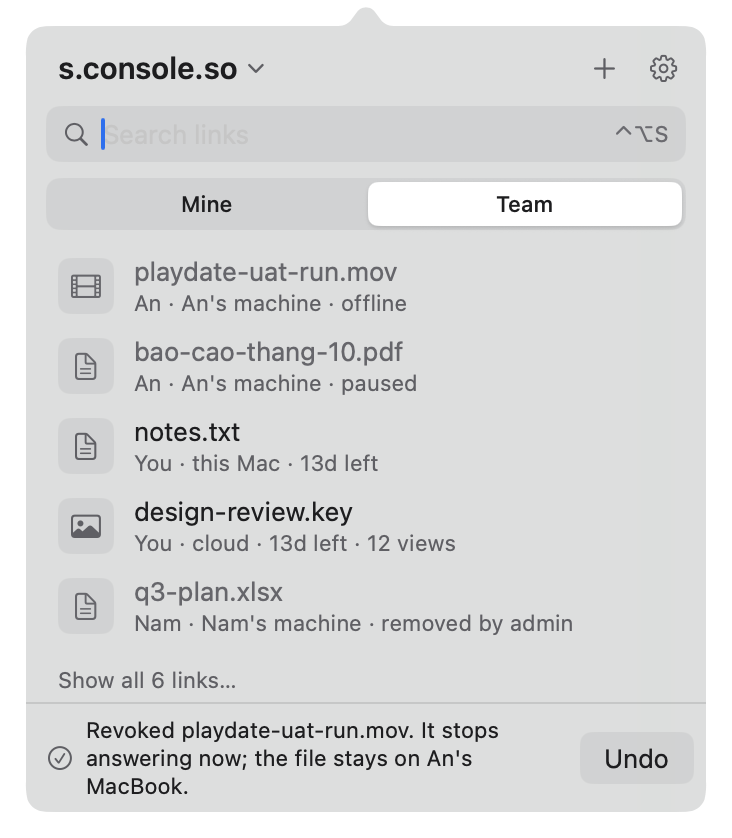 s.console.so
Search links
^⌥S
Mine
Team
playdate-uat-run.mov
An · An's machine · offline
bao-cao-thang-10.pdf
An · An's machine · paused
notes.txt
You · this Mac · 13d left
design-review.key
You · cloud · 13d left · 12 views
q3-plan.xlsx
Nam · Nam's machine · removed by admin
Show all 6 links...
Revoked playdate-uat-run.mov. It stops
answering now; the file stays on An's
MacBook.
Undo